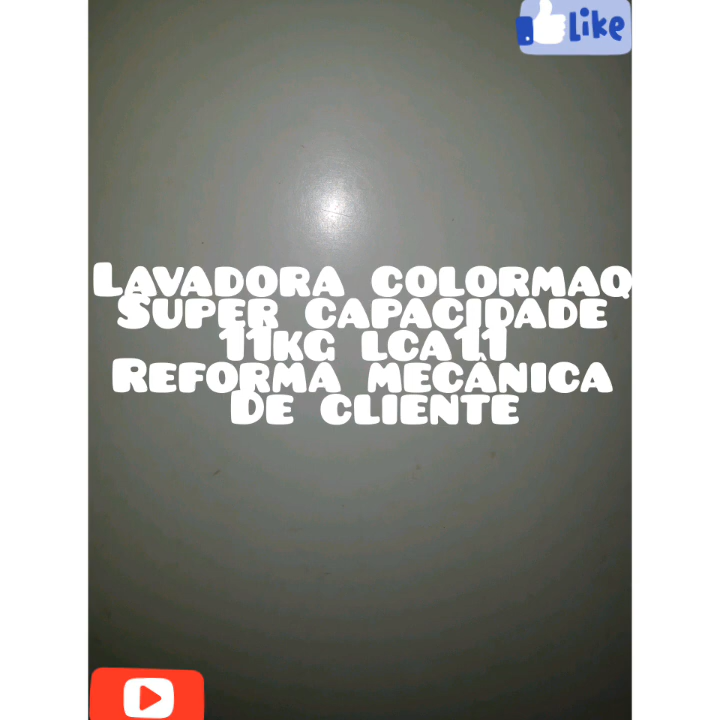 Like
Lavadora colormaq
Super capacidade
11kg lca11
Reforma mecânica
De cliente